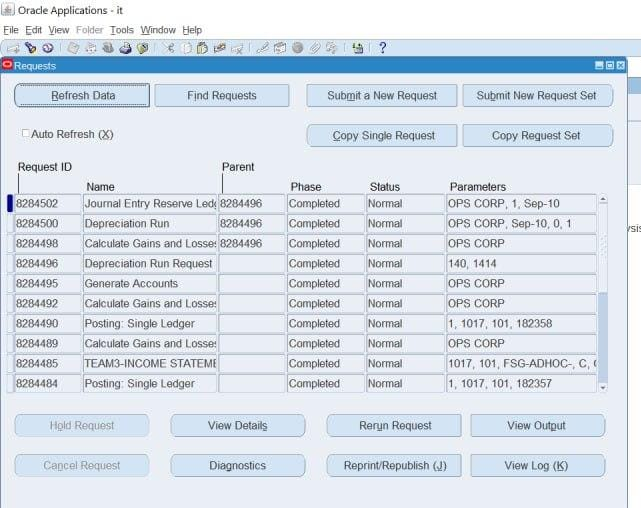 Oracle Applications - it
File Edit View Folder Tools Window Help
Requests
Refresh Data Find Requests Submit a New Request Submit New Request Set
Auto Refresh (X) Copy Single Request Copy Request Set
Request ID Parent
Name Phase Status Parameters
8284502 Journal Entry Reserve Led 8284496 Completed Normal OPS CORP, 1, Sep-10
8284500 Depreciation Run 8284496 Completed Normal OPS CORP, Sep-10, 0, 1
8284498 Calculate Gains and Losses 8284496 Completed Normal OPS CORP
8284496 Depreciation Run Request Completed Normal 140, 1414
8284495 Generate Accounts Completed Normal OPS CORP
8284492 Calculate Gains and Losses Completed Normal OPS CORP
8284490 Posting: Single Ledger Completed Normal 1, 1017, 101, 182358
8284489 Calculate Gains and Losses Completed Normal OPS CORP
8284485 TEAM3-INCOME STATEME Completed Normal 1017, 101, FSG-ADHOC-, C,
8284484 Posting: Single Ledger Completed Normal 1, 1017, 101, 182357
Hold Request View Details Rerun Request View Output
Cancel Request Diagnostics Reprint/Republish (J) View Log (K)